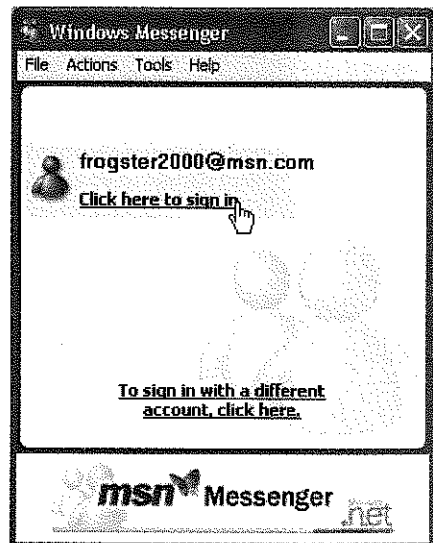 Windows Messenger
File Actions Tools Help
frogster2000@msn.com
Click here to sign in
To sign in with a different
account, click here.
msn Messenger
.net